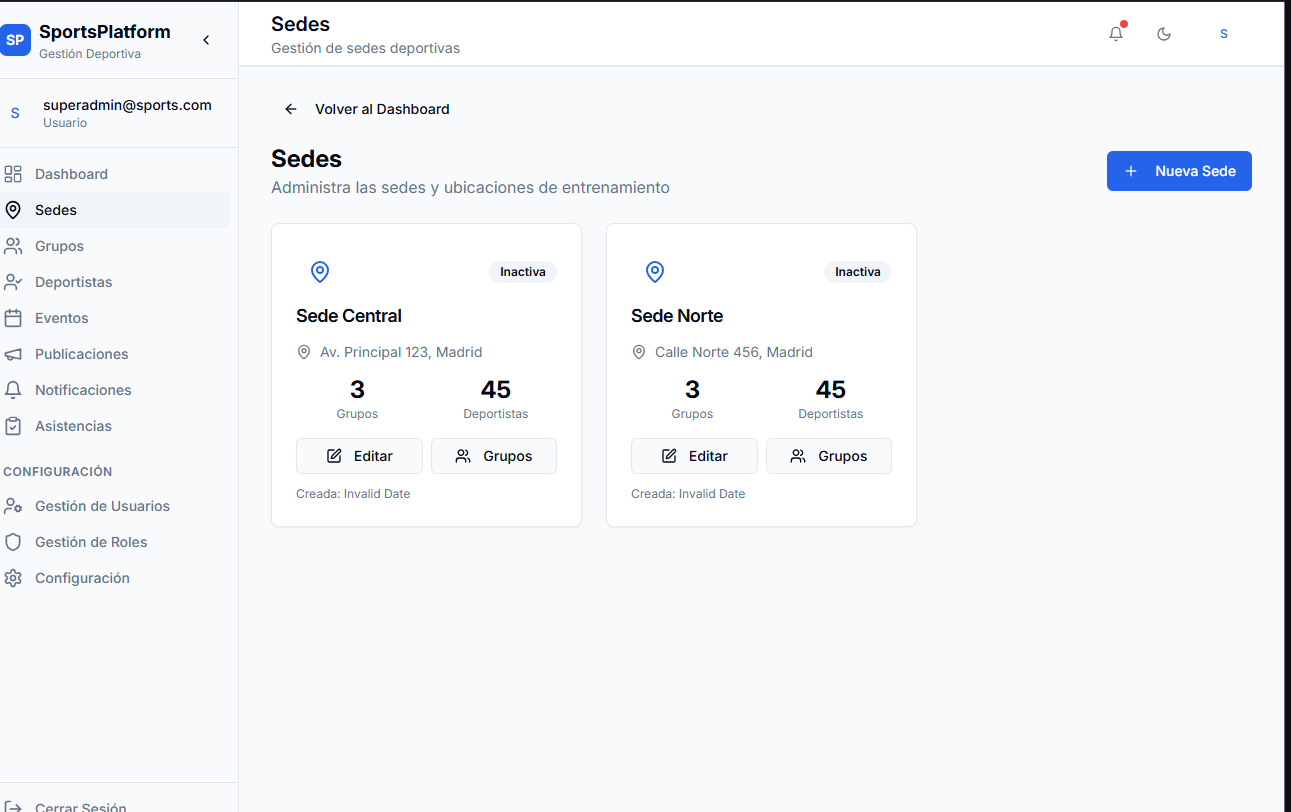 SP
SportsPlatform
Gestión Deportiva
S
superadmin@sports.com
Usuario
Dashboard
Sedes
Grupos
Deportistas
Eventos
Publicaciones
Notificaciones
Asistencias
CONFIGURACIÓN
Gestión de Usuarios
Gestión de Roles
Configuración
Cerrar Sesión
Sedes
Gestión de sedes deportivas
S
Volver al Dashboard
Sedes
Administra las sedes y ubicaciones de entrenamiento
Nueva Sede
Inactiva
Sede Central
Av. Principal 123, Madrid
3 45
Grupos Deportistas
Editar Grupos
Creada: Invalid Date
Inactiva
Sede Norte
Calle Norte 456, Madrid
3 45
Grupos Deportistas
Editar Grupos
Creada: Invalid Date